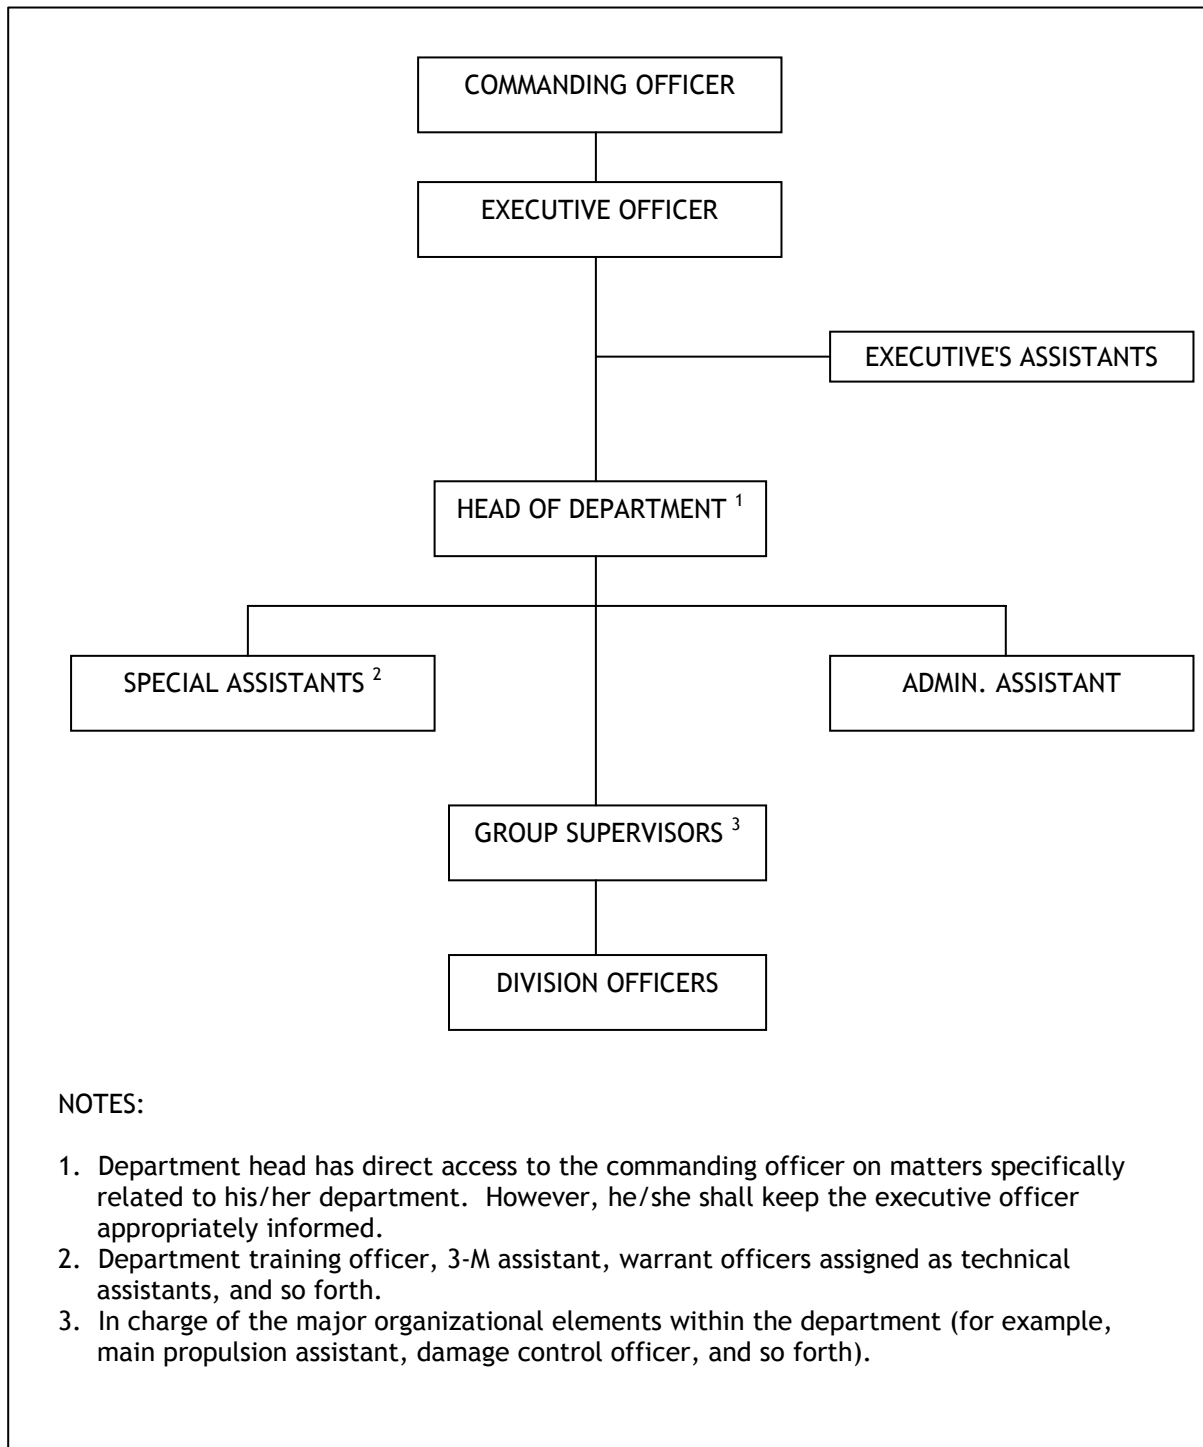 COMMANDING OFFICER
EXECUTIVE OFFICER
EXECUTIVE'S ASSISTANTS
HEAD OF DEPARTMENT 1
SPECIAL ASSISTANTS 2
ADMIN. ASSISTANT
GROUP SUPERVISORS 3
DIVISION OFFICERS
NOTES:
1. Department head has direct access to the commanding officer on matters specifically
related to his/her department. However, he/she shall keep the executive officer
appropriately informed.
2. Department training officer, 3-M assistant, warrant officers assigned as technical
assistants, and so forth.
3. In charge of the major organizational elements within the department (for example,
main propulsion assistant, damage control officer, and so forth).